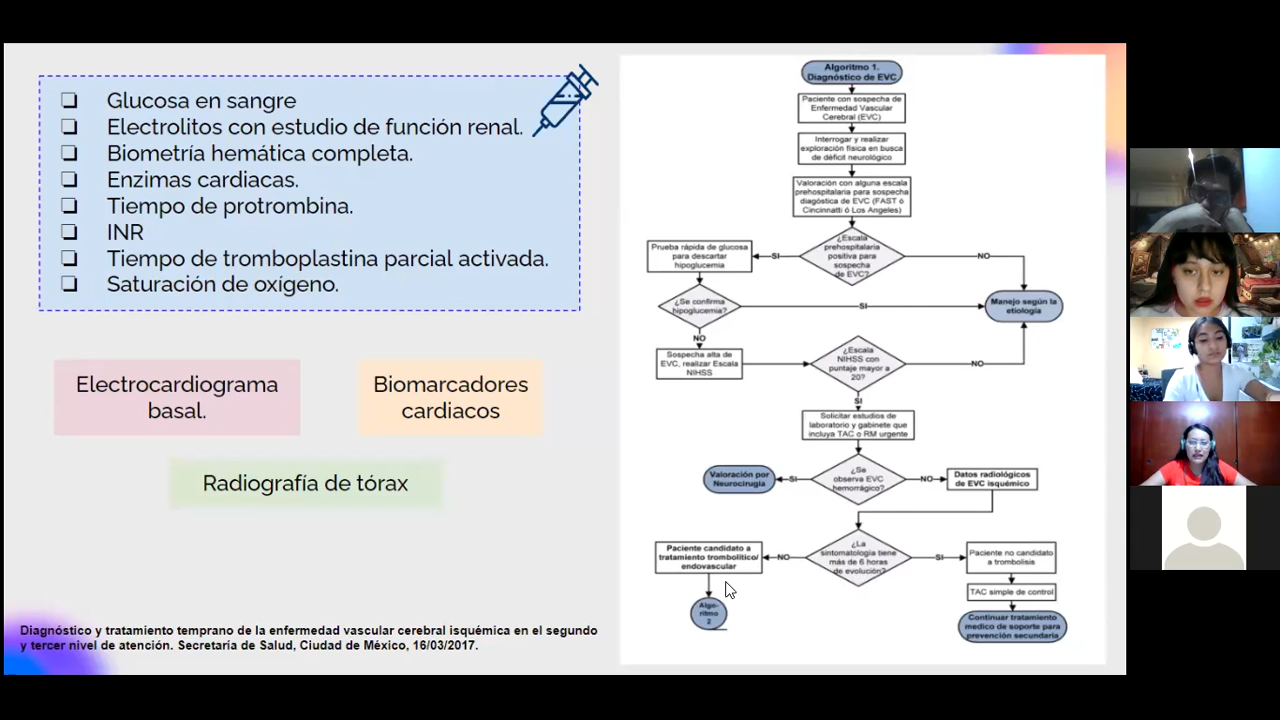 Glucosa en sangre
Electrolitos con estudio de función renal.
Biometria hemática completa.
Enzimas cardiacas.
Tiempo de protrombina.
INR
Tiempo de tromboplastina parcial activada.
Saturación de oxígeno.
Electrocardiograma
basal.
Biomarcadores
cardiacos
Radiografía de tórax
Diagnóstico y tratamiento temprano de la enfermedad vascular cerebral isquémica en el segundo
y tercer nivel de atención. Secretaría de Salud, Ciudad de México, 16/03/2017.
Algoritmo 1.
Diagnóstico de EVC
Paciente con sospecha de
Enfermedad Vascular
Cerebral (EVC)
Interrogar y realizar
exploración física en busca
de déficit neurológico
Valoración con alguna escala
prehospitalaria para sospecha
diagóstica de EVC (FAST ó
Cincinnatti ó Los Angeles)
¿Escala
prehospitalaria
positiva para
sospecha
de EVC?
SI
NO
Prueba rápida de glucosa
para descartar
hipoglucemia
¿Se confirma
hipoglucemia?
SI
Manejo según la
etiología
NO
Sospecha alta de
EVC, realizar Escala
NIHSS
¿Escala
NIHSS con
puntaje mayor a
20?
NO
SI
Solicitar estudios de
laboratorio y gabinete que
incluya TAC o RM urgente
¿Se
observa EVC
hemorrágico?
SI
Valoración por
Neurocirugía
NO
Datos radiológicos
de EVC isquémico
¿La
sintomatología tiene
más de 6 horas
de evolución?
NO
Paciente candidato a
tratamiento trombolítico/
endovascular
Algo-
ritmo
2
SI
Paciente no candidato
a trombolisis
TAC simple de control
Continuar tratamiento
medico de soporte para
prevención secundaria